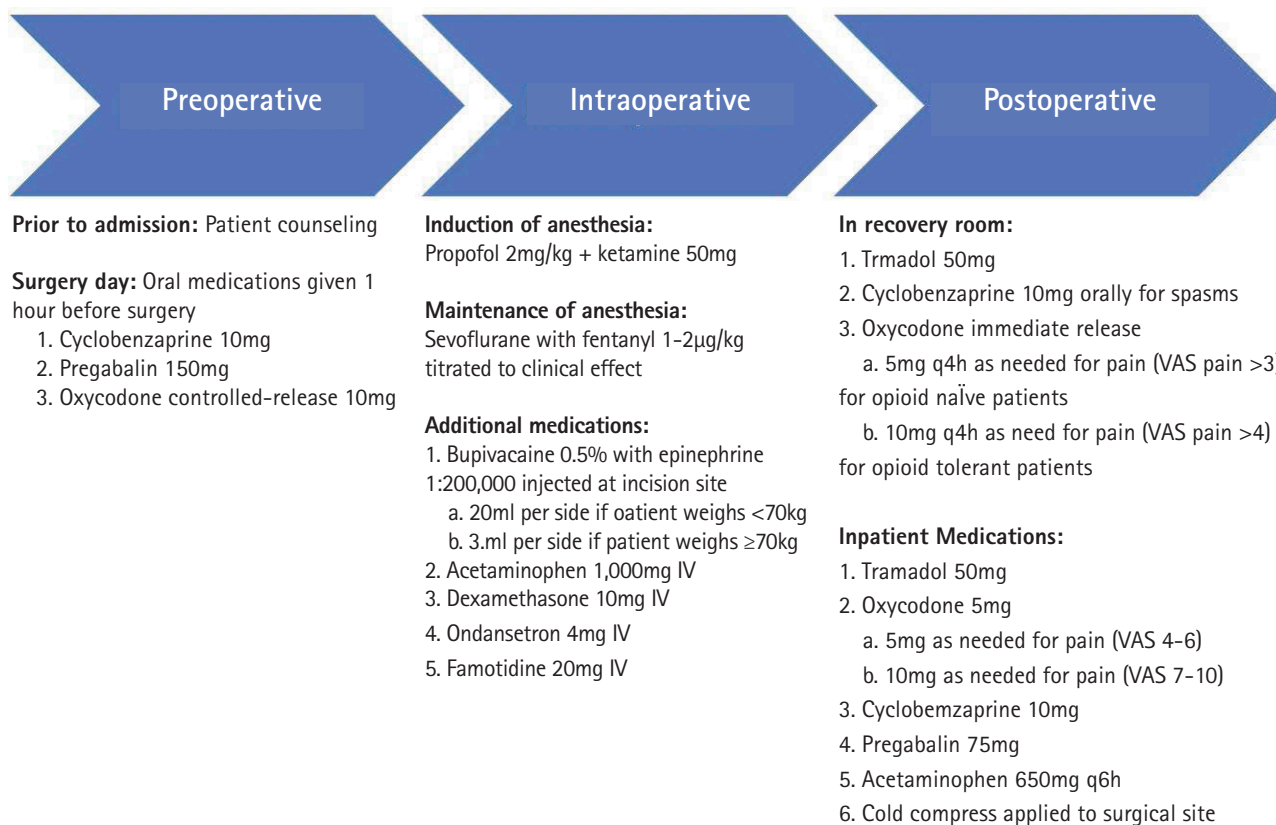 Preoperative
Intraoperative
Postoperative
Prior to admission: Patient counseling
Surgery day: Oral medications given 1
hour before surgery
1. Cyclobenzaprine 10mg
2. Pregabalin 150mg
3. Oxycodone controlled-release 10mg
Induction of anesthesia:
Propofol 2mg/kg + ketamine 50mg
Maintenance of anesthesia:
Sevoflurane with fentanyl 1-2µg/kg
titrated to clinical effect
Additional medications:
1. Bupivacaine 0.5% with epinephrine
1:200,000 injected at incision site
a. 20ml per side if oatient weighs <70kg
b. 3.ml per side if patient weighs ≥70kg
2. Acetaminophen 1,000mg IV
3. Dexamethasone 10mg IV
4. Ondansetron 4mg IV
5. Famotidine 20mg IV
In recovery room:
1. Trmadol 50mg
2. Cyclobenzaprine 10mg orally for spasms
3. Oxycodone immediate release
a. 5mg q4h as needed for pain (VAS pain >3)
for opioid naÏve patients
b. 10mg q4h as need for pain (VAS pain >4)
for opioid tolerant patients
Inpatient Medications:
1. Tramadol 50mg
2. Oxycodone 5mg
a. 5mg as needed for pain (VAS 4-6)
b. 10mg as needed for pain (VAS 7-10)
3. Cyclobemzaprine 10mg
4. Pregabalin 75mg
5. Acetaminophen 650mg q6h
6. Cold compress applied to surgical site